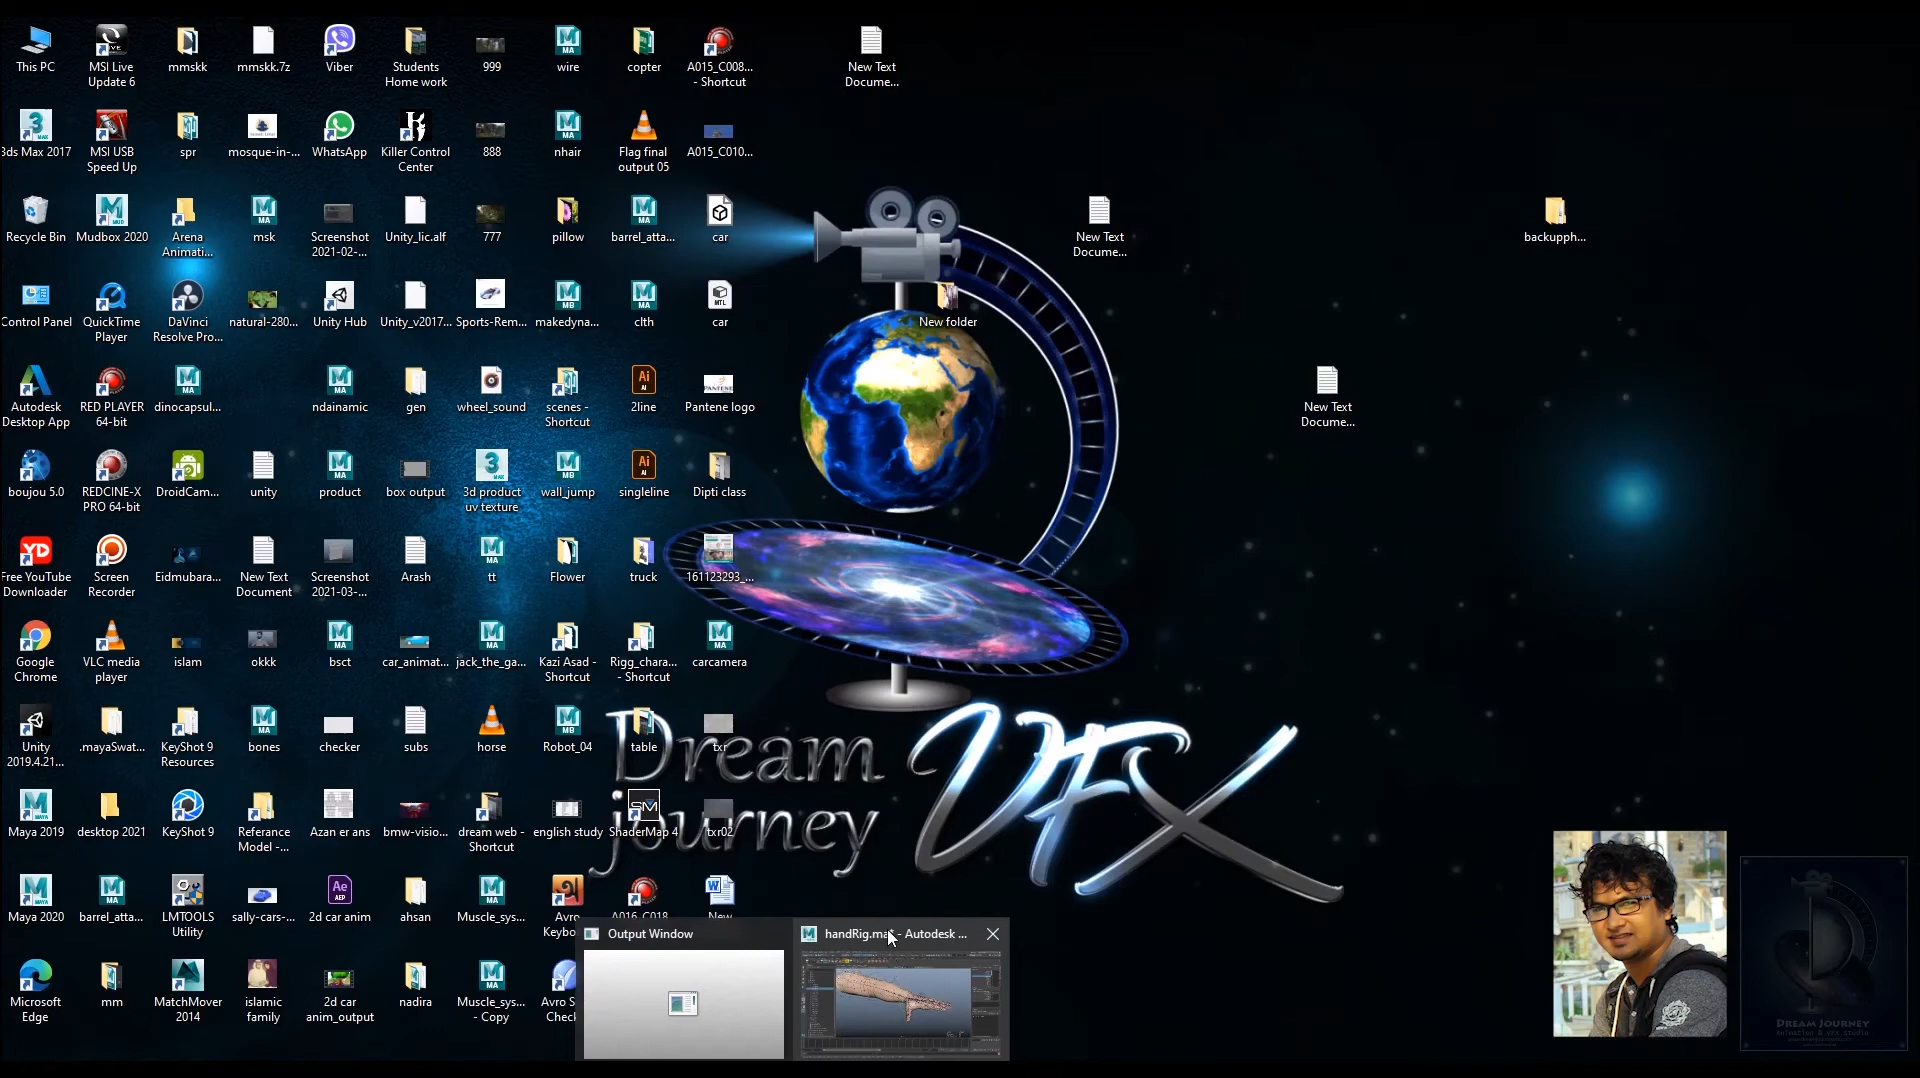 This PC
MSI Live
Update 6
mmskk
mmskk.7z
Viber
Students
Home work
999
wire
copter
A015_C008...
- Shortcut
New Text
Docume...
3ds Max 2017
MSI USB
Speed Up
spr
mosque-in-...
WhatsApp
Killer Control
Center
888
nhair
Flag final
output 05
A015_C010...
Recycle Bin
Mudbox 2020
Arena
Animati...
msk
Screenshot
2021-02-...
Unity_lic.alf
777
pillow
barrel_atta...
car
New Text
Docume...
backupph...
Control Panel
QuickTime
Player
DaVinci
Resolve Pro...
natural-280...
Unity Hub
Unity_v2017...
Sports-Rem...
makedyna...
clth
car
New folder
Autodesk
Desktop App
RED PLAYER
64-bit
dinocapsul...
ndainamic
gen
wheel_sound
scenes -
Shortcut
2line
Pantene logo
New Text
Docume...
boujou 5.0
REDCINE-X
PRO 64-bit
DroidCam...
unity
product
box output
3d product
uv texture
wall_jump
singleline
Dipti class
Free YouTube
Downloader
Screen
Recorder
Eidmubara...
New Text
Document
Screenshot
2021-03-...
Arash
tt
Flower
truck
161123293_...
Google
Chrome
VLC media
player
islam
okkk
bsct
car_animat...
jack_the_ga...
Kazi Asad -
Shortcut
Rigg_chara...
- Shortcut
carcamera
Unity
2019.4.21...
.mayaSwat...
KeyShot 9
Resources
bones
checker
subs
horse
Robot_04
table
txr
Dream
journey
VFX
Maya 2019
desktop 2021
KeyShot 9
Referance
Model -...
Azan er ans
bmw-visio...
dream web -
Shortcut
english study
ShaderMap 4
txr02
Maya 2020
barrel_atta...
LMTOOLS
Utility
sally-cars-...
2d car anim
ahsan
Muscle_sys...
Avro
Keybo
A016_C018
New
Output Window
- Autodesk ...
Microsoft
Edge
mm
MatchMover
2014
islamic
family
2d car
anim_output
nadira
Muscle_sys...
- Copy
Avro S
Check
DREAM JOURNEY